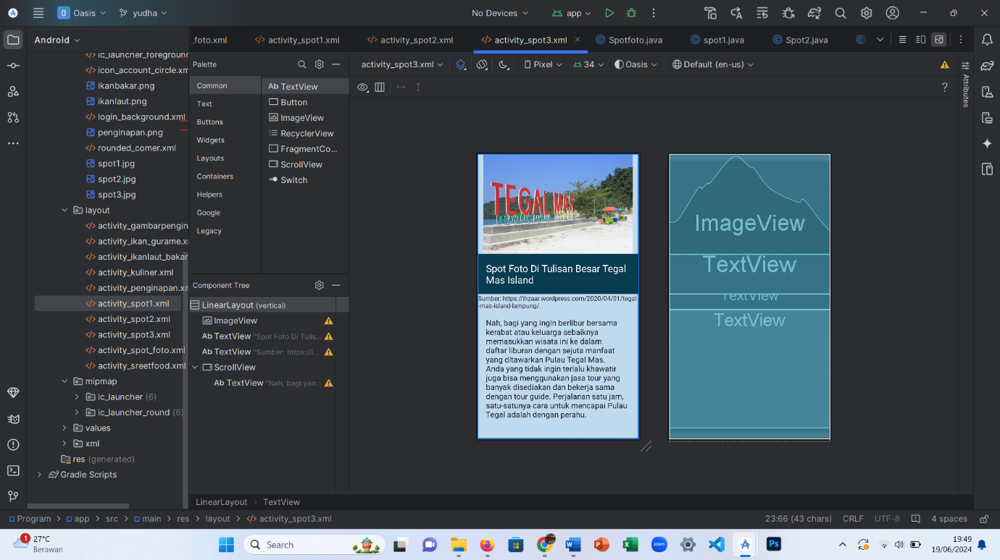 Oasis
yudha
No Devices
app
Android
_foto.xml
activity_spot1.xml
activity_spot2.xml
activity_spot3.xml
Spotfoto.java
spot1.java
Spot2.java
ic_launcher_foreground
icon_account_circle.xm
ikanbakar.png
ikanlaut.png
login_background.xml
penginapan.png
rounded_comer.xml
spot1.jpg
spot2.jpg
spot3.jpg
layout
activity_gambarpengin
activity_ikan_gurame.x
activity_ikanlaut_bakar
activity_kuliner.xml
activity_penginapan.xm
activity_spot1.xml
activity_spot2.xml
activity_spot3.xml
activity_spot_foto.xml
activity_sreetfood.xml
mipmap
ic_launcher (6)
ic_launcher_round (6)
values
xml
res (generated)
Gradle Scripts
Palette
Common
Text
Buttons
Widgets
Layouts
Containers
Helpers
Google
Legacy
Ab TextView
Button
ImageView
RecyclerView
FragmentCo...
ScrollView
Switch
Component Tree
LinearLayout (vertical)
ImageView
Ab TextView "Spot Foto Di Tulis...
Ab TextView "Sumber: https://i...
ScrollView
Ab TextView "Nah, bagi yan...
activity_spot3.xml
Pixel
34
Oasis
Default (en-us)
?
Attributes
TEGAL MAS
Spot Foto Di Tulisan Besar Tegal
Mas Island
Sumber: https://ihzaar.wordpress.com/2020/04/01/tegal
-mas-island-lampung/.
Nah, bagi yang ingin berlibur bersama
kerabat atau keluarga sebaiknya
memasukkan wisata ini ke dalam
daftar liburan dengan sejuta manfaat
yang ditawarkan Pulau Tegal Mas.
Anda yang tidak ingin terlalu khawatir
juga bisa menggunakan jasa tour yang
banyak disediakan dan bekerja sama
dengan tour guide. Perjalanan satu jam,
satu-satunya cara untuk mencapai Pulau
Tegal adalah dengan perahu.
ImageView
TextView
TextView
TextView
LinearLayout > TextView
Program > app > src > main > res > layout > activity_spot3.xml
23:66 (43 chars)
CRLF
UTF-8
4 spaces
1
27°C
Berawan
Search
zoom
Ps
19:49
19/06/2024